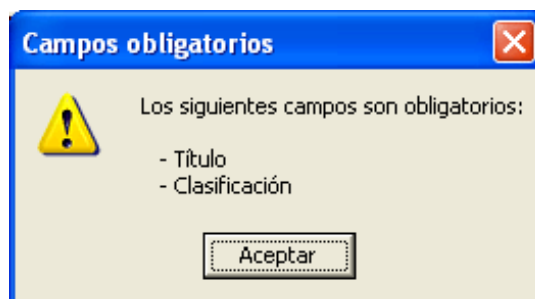 Campos obligatorios
Los siguientes campos son obligatorios:
- Título
- Clasificación
Aceptar